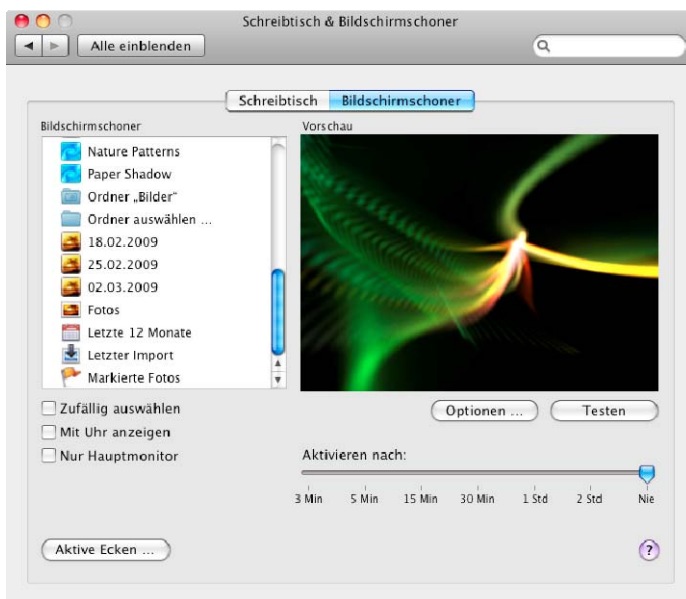 Schreibtisch & Bildschirmschoner
Alle einblenden
Schreibtisch Bildschirmschoner
Bildschirmschoner
Nature Patterns
Paper Shadow
Ordner „Bilder“
Ordner auswählen ...
18.02.2009
25.02.2009
02.03.2009
Fotos
Letzte 12 Monate
Letzter Import
Markierte Fotos
Vorschau
Zufällig auswählen
Mit Uhr anzeigen
Nur Hauptmonitor
Optionen ... Testen
Aktivieren nach:
3 Min 5 Min 15 Min 30 Min 1 Std 2 Std Nie
Aktive Ecken ...
?